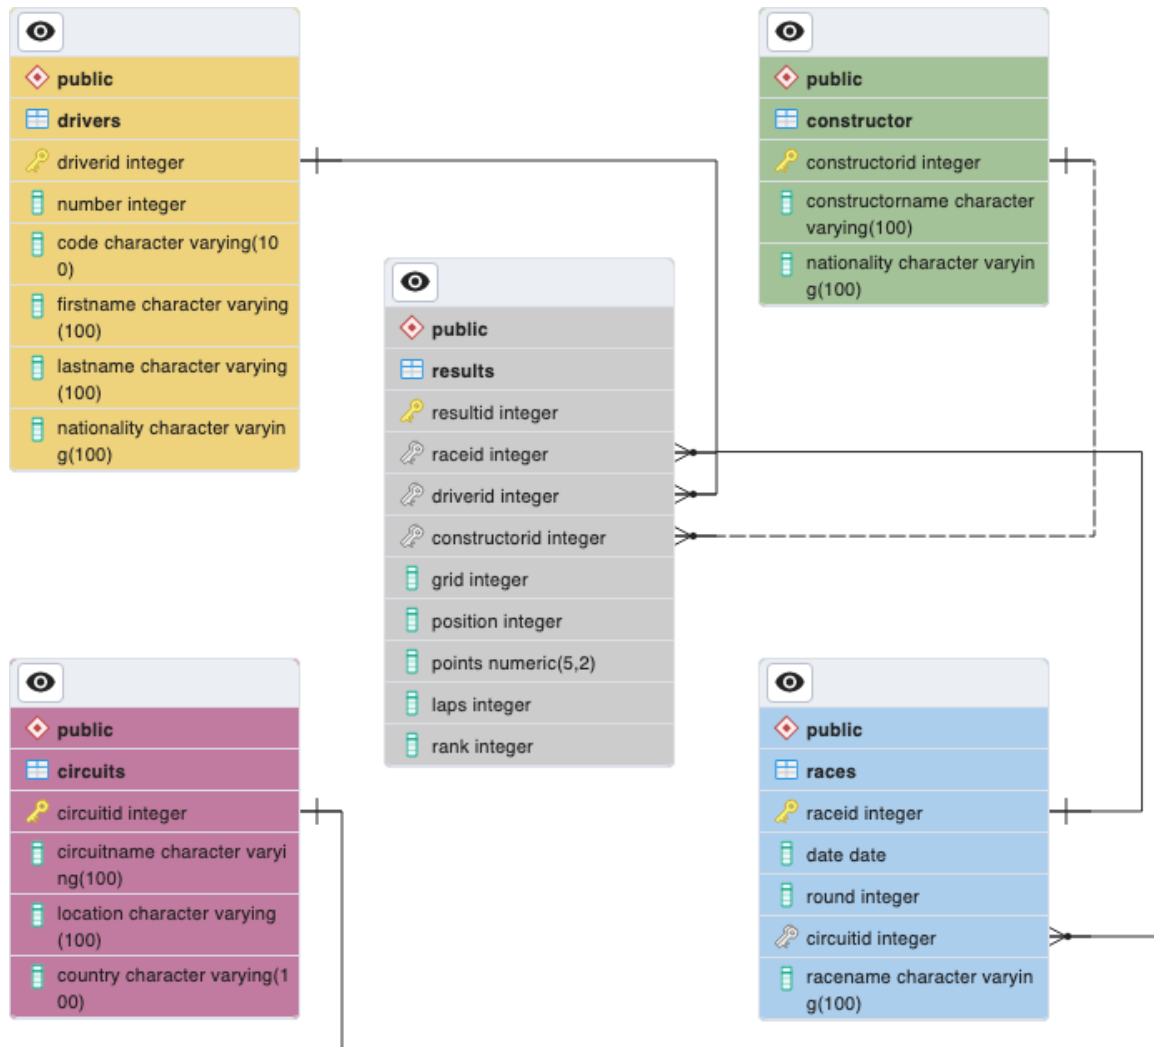 public
drivers
driverid integer
number integer
code character varying(10
0)
firstname character varying
(100)
lastname character varying
(100)
nationality character varyin
g(100)
public
constructor
constructorid integer
constructorname character
varying(100)
nationality character varyin
g(100)
public
results
resultid integer
raceid integer
driverid integer
constructorid integer
grid integer
position integer
points numeric(5,2)
laps integer
rank integer
public
circuits
circuitid integer
circuitname character varyi
ng(100)
location character varying
(100)
country character varying(1
00)
public
races
raceid integer
date date
round integer
circuitid integer
racename character varyin
g(100)